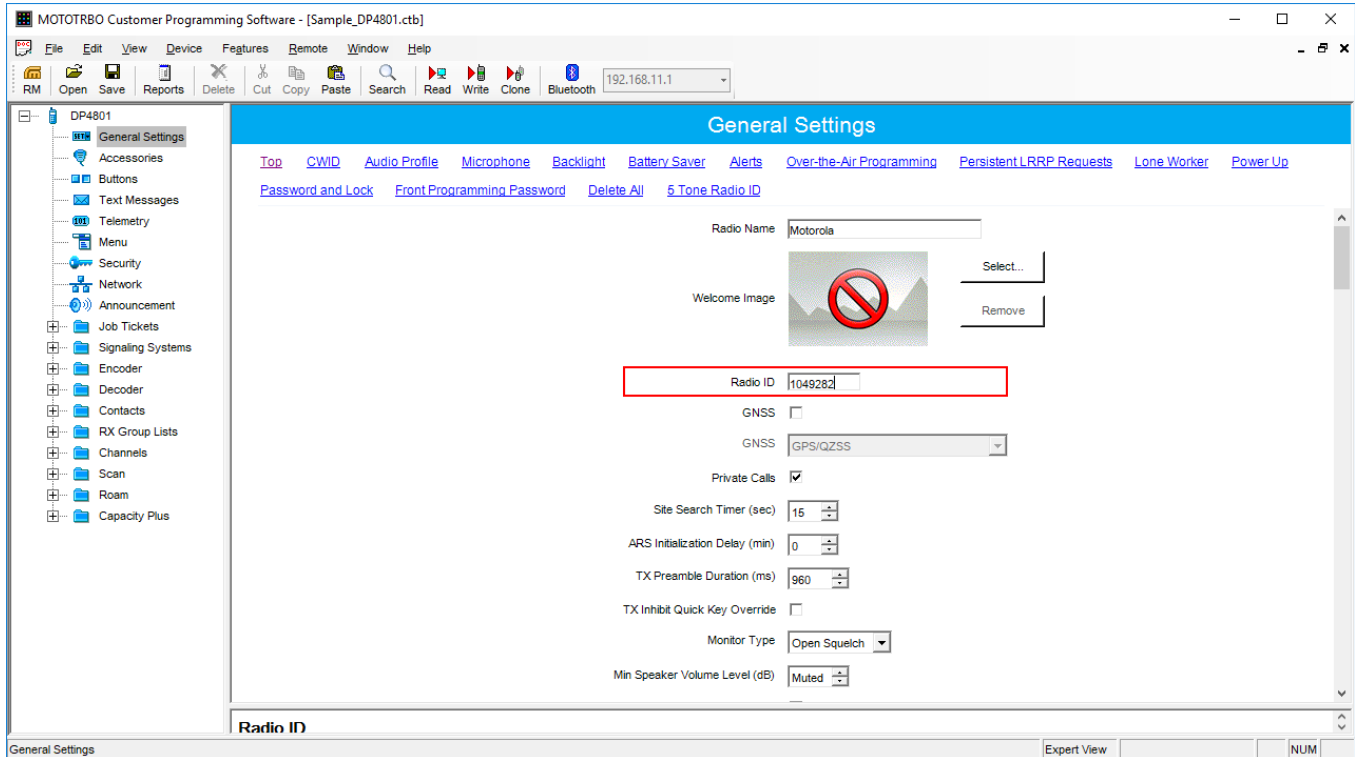 MOTOTRBO Customer Programming Software - [Sample_DP4801.ctb]
File Edit View Device Features Remote Window Help
RM Open Save Reports Delete Cut Copy Paste Search Read Write Clone Bluetooth 192.168.11.1
DP4801
General Settings
Accessories
Buttons
Text Messages
Telemetry
Menu
Security
Network
Announcement
Job Tickets
Signaling Systems
Encoder
Decoder
Contacts
RX Group Lists
Channels
Scan
Roam
Capacity Plus
General Settings
Top CWID Audio Profile Microphone Backlight Battery Saver Alerts Over-the-Air Programming Persistent LRRP Requests Lone Worker Power Up
Password and Lock Front Programming Password Delete All 5 Tone Radio ID
Radio Name Motorola
Welcome Image
Select...
Remove
Radio ID 1049282
GNSS
GNSS GPS/QZSS
Private Calls
Site Search Timer (sec) 15
ARS Initialization Delay (min) 0
TX Preamble Duration (ms) 960
TX Inhibit Quick Key Override
Monitor Type Open Squelch
Min Speaker Volume Level (dB) Muted
Radio ID
General Settings Expert View NUM